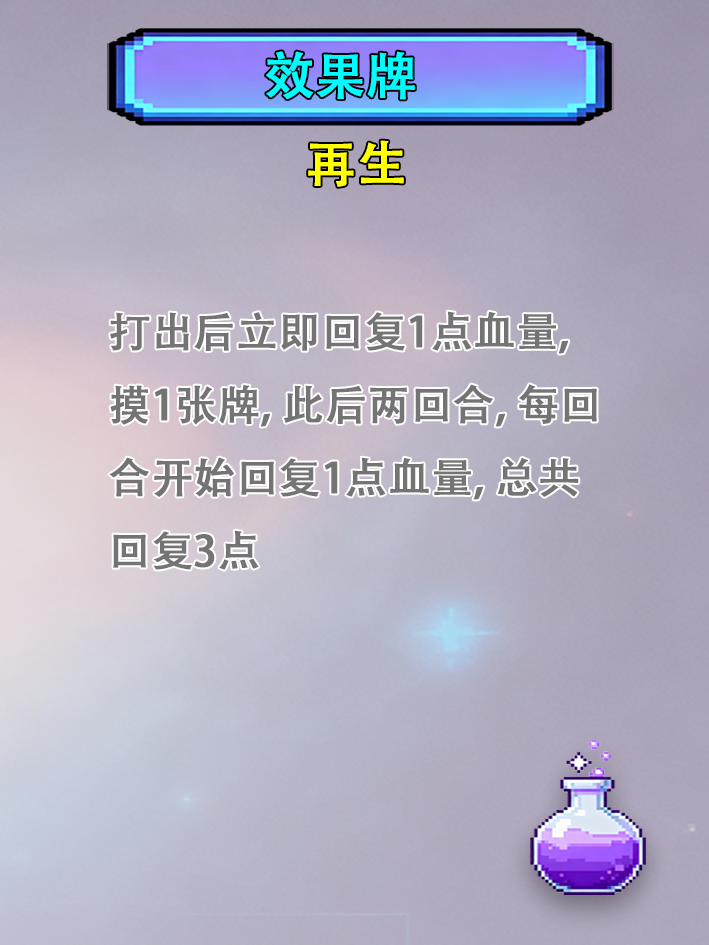 效果牌
再生
打出后立即回复1点血量,
摸1张牌, 此后两回合, 每回
合开始回复1点血量, 总共
回复3点